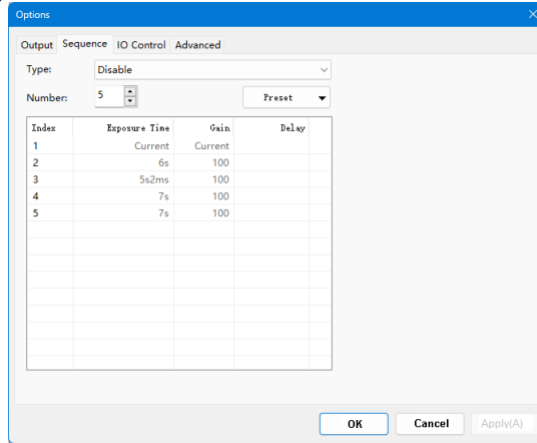 Options
Output Sequence IO Control Advanced
Type: Disable
Number: 5 Preset
Index Exposure Time Gain Delay
1 Current Current
2 6s 100
3 5s2ms 100
4 7s 100
5 7s 100
OK Cancel Apply(A)